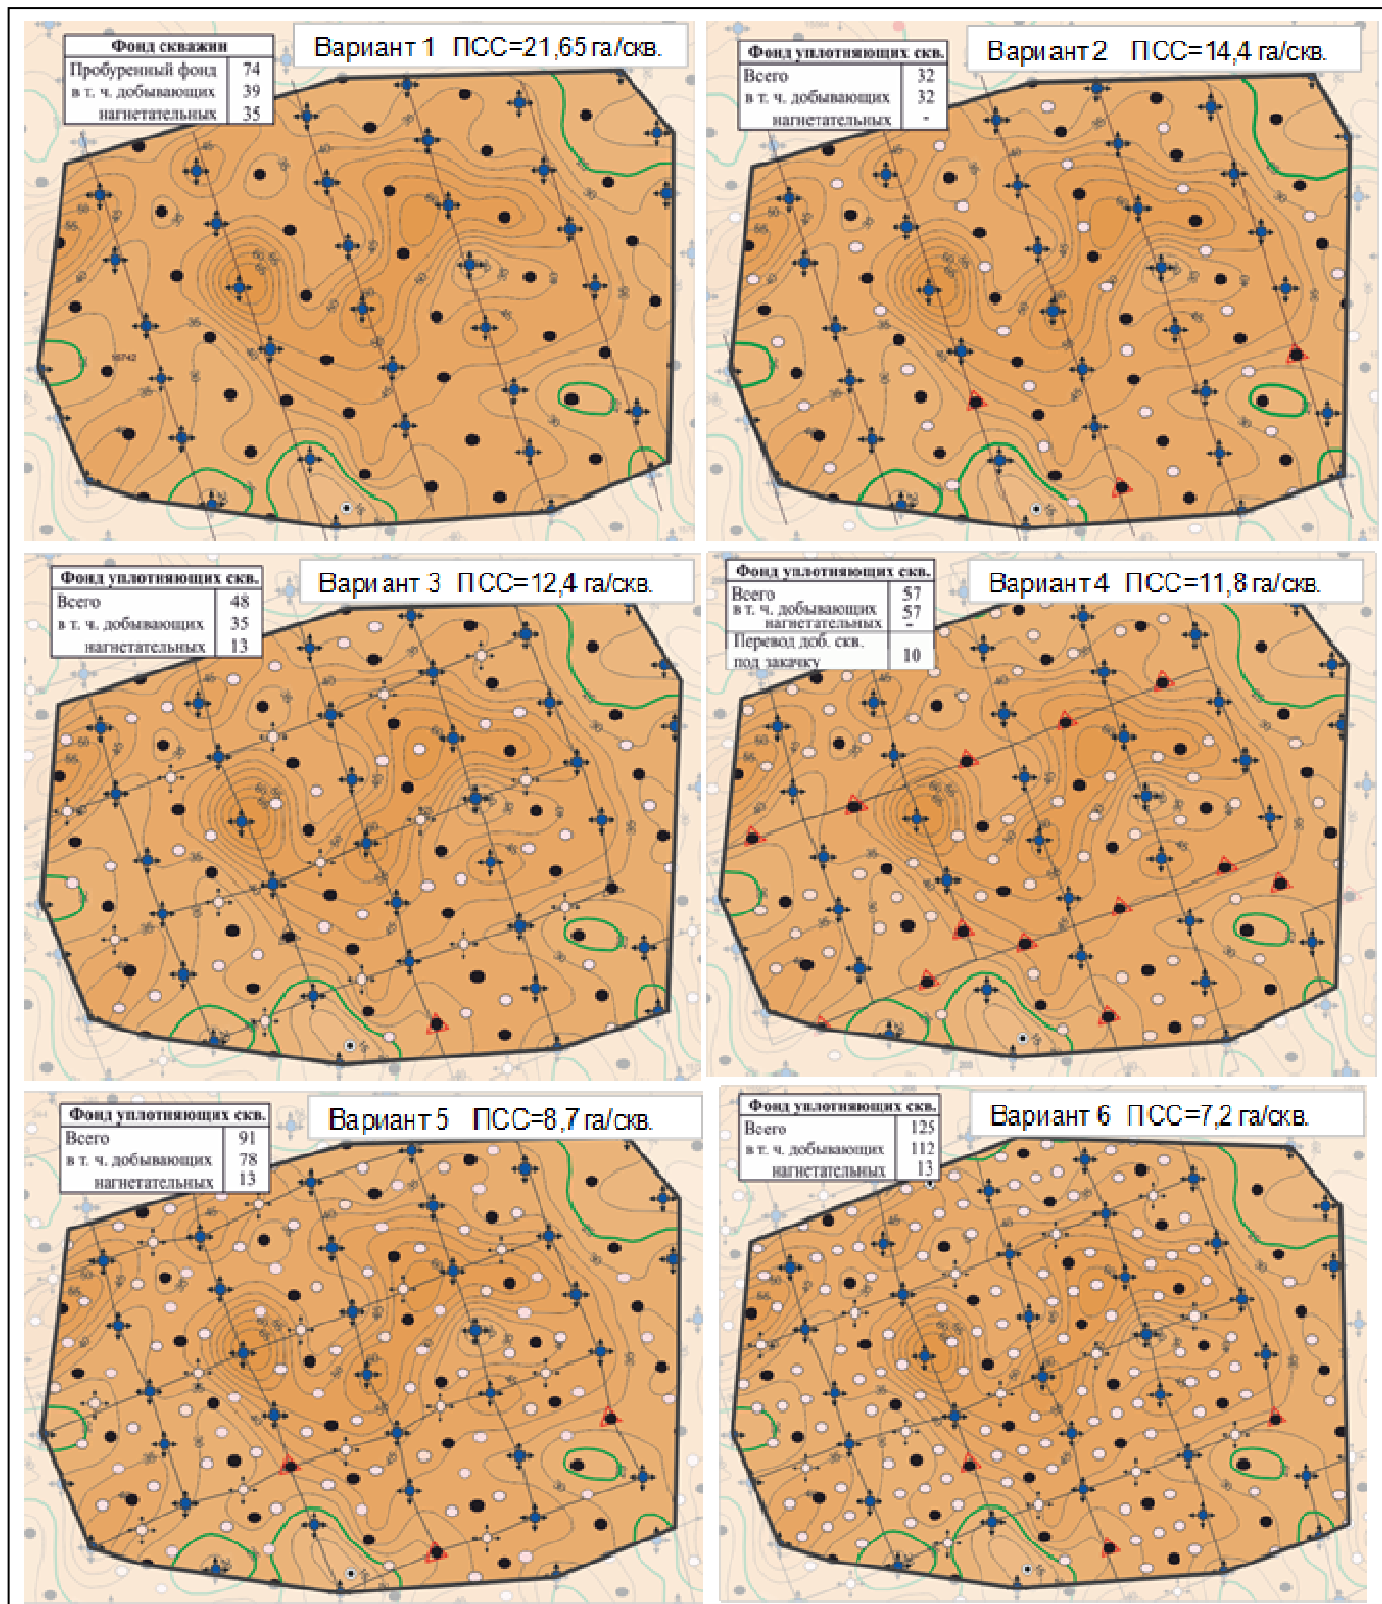 Вариант 1 ПСС=21,65 га/скв.
Фонд скважин
Пробуренный фонд 74
в т. ч. добывающих 39
нагнетательных 35
Вариант 2 ПСС=14,4 га/скв.
Фонд уплотняющих скв.
Всего 32
в т. ч. добывающих 32
нагнетательных -
Вариант 3 ПСС=12,4 га/скв.
Фонд уплотняющих скв.
Всего 48
в т. ч. добывающих 35
нагнетательных 13
Вариант 4 ПСС=11,8 га/скв.
Фонд уплотняющих скв.
Всего 57
в т. ч. добывающих 57
нагнетательных -
Перевод доб. скв.
под закачку 10
Вариант 5 ПСС=8,7 га/скв.
Фонд уплотняющих скв.
Всего 91
в т. ч. добывающих 78
нагнетательных 13
Вариант 6 ПСС=7,2 га/скв.
Фонд уплотняющих скв.
Всего 125
в т. ч. добывающих 112
нагнетательных 13